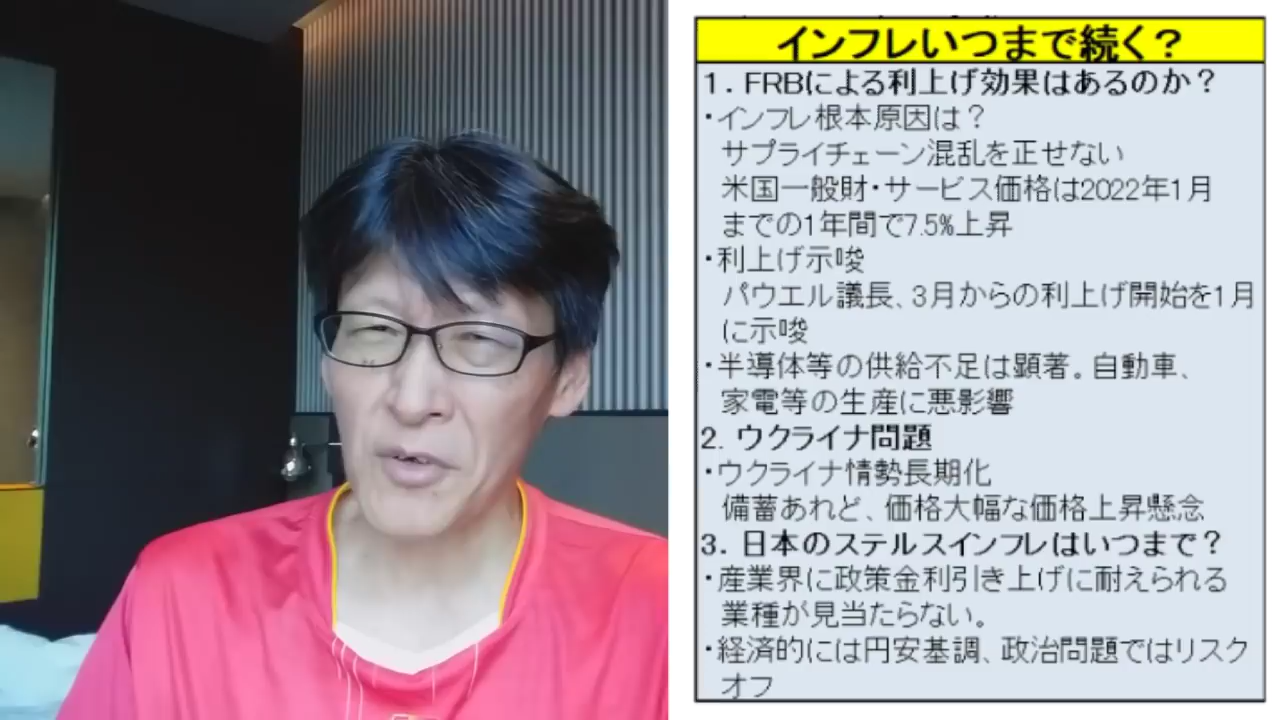 インフレいつまで続く？
１．FRBによる利上げ効果はあるのか？
・インフレ根本原因は？
サプライチェーン混乱を正せない
米国一般財・サービス価格は2022年1月
までの1年間で7.5%上昇
・利上げ示唆
パウエル議長、3月からの利上げ開始を1月
に示唆
・半導体等の供給不足は顕著。自動車、
家電等の生産に悪影響
２．ウクライナ問題
・ウクライナ情勢長期化
備蓄あれど、価格大幅な価格上昇懸念
３．日本のステルスインフレはいつまで？
・産業界に政策金利引き上げに耐えられる
業種が見当たらない。
・経済的には円安基調、政治問題ではリスク
オフ